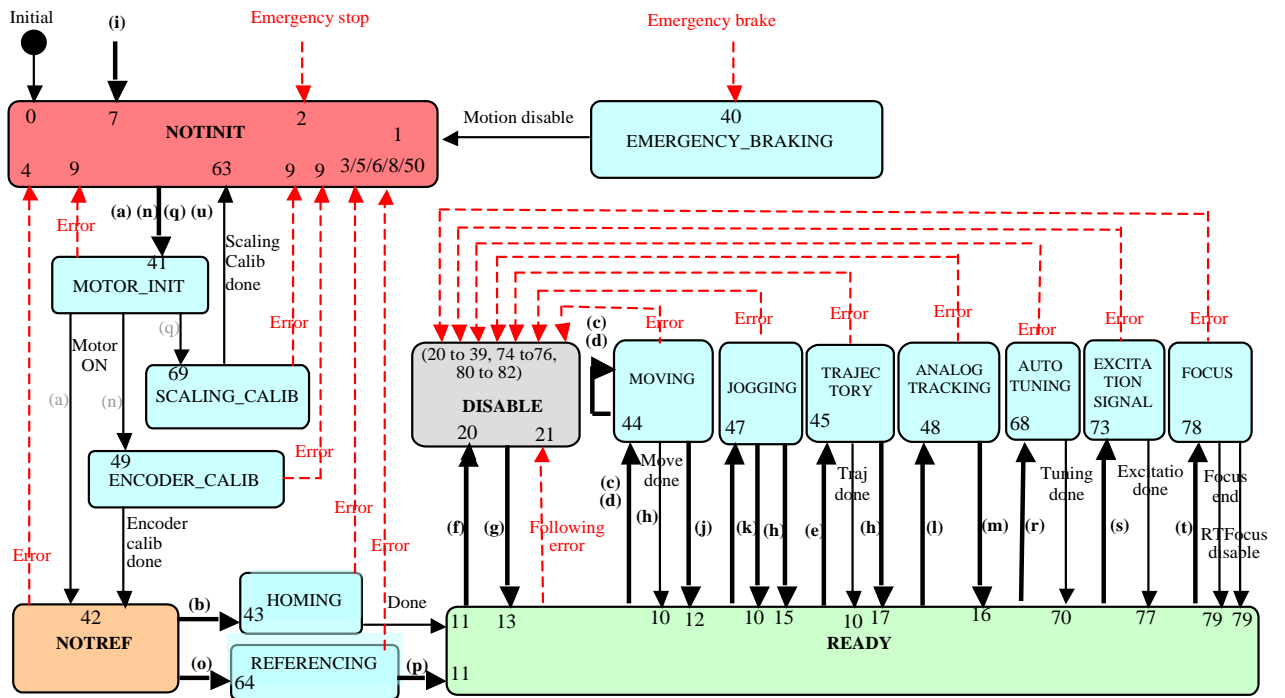 Initial
(i)
Emergency stop
Emergency brake
0
7
2
NOTINIT
1
4
9
63
9
9
3/5/6/8/50
Motion disable
40
EMERGENCY_BRAKING
Error
(a) (n) (q) (u)
Scaling
Calib
done
41
MOTOR_INIT
(q)
Motor
ON
(a)
(n)
69
SCALING_CALIB
Error
Error
49
ENCODER_CALIB
Encoder
calib
done
Error
Error
Error
(20 to 39, 74 to76,
80 to 82)
DISABLE
20
21
(c)
(d)
Error
Error
Error
Error
Error
Error
Error
MOVING
44
JOGGING
47
TRAJEC
TORY
45
ANALOG
TRACKING
48
AUTO
TUNING
68
EXCITA
TION
SIGNAL
73
FOCUS
78
(f)
(g)
Following
error
(c)
(d)
(h)
Move
done
(j)
(k)
(h)
(e)
Traj
done
(h)
(l)
(m)
(r)
Tuning
done
(s)
Excitatio
done
(t)
Focus
end
RTFocus
disable
42
NOTREF
(b)
43
HOMING
Done
(o)
64
REFERENCING
(p)
11
13
10
12
10
15
10
17
16
70
77
79
79
READY
11